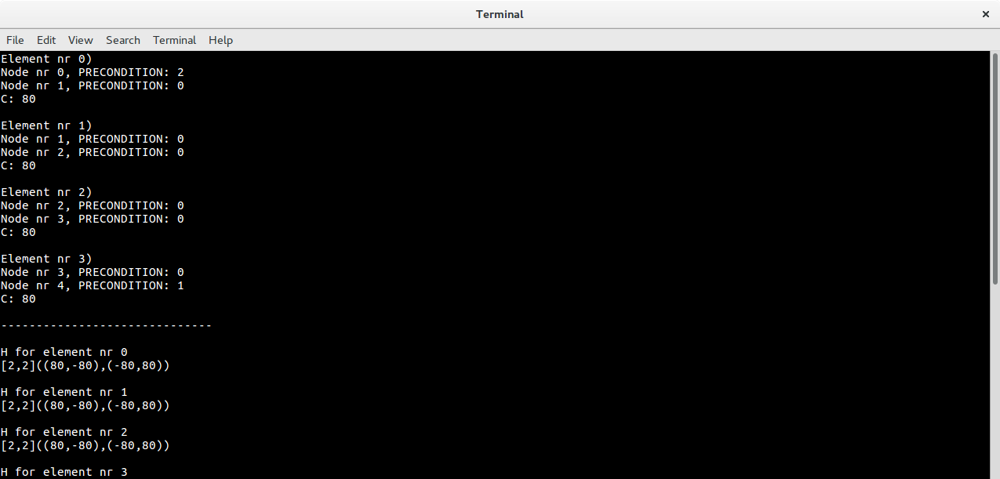 Terminal
File Edit View Search Terminal Help
Element nr 0)
Node nr 0, PRECONDITION: 2
Node nr 1, PRECONDITION: 0
C: 80
Element nr 1)
Node nr 1, PRECONDITION: 0
Node nr 2, PRECONDITION: 0
C: 80
Element nr 2)
Node nr 2, PRECONDITION: 0
Node nr 3, PRECONDITION: 0
C: 80
Element nr 3)
Node nr 3, PRECONDITION: 0
Node nr 4, PRECONDITION: 1
C: 80
------------------------------
H for element nr 0
[2,2]((80,-80),(-80,80))
H for element nr 1
[2,2]((80,-80),(-80,80))
H for element nr 2
[2,2]((80,-80),(-80,80))
H for element nr 3